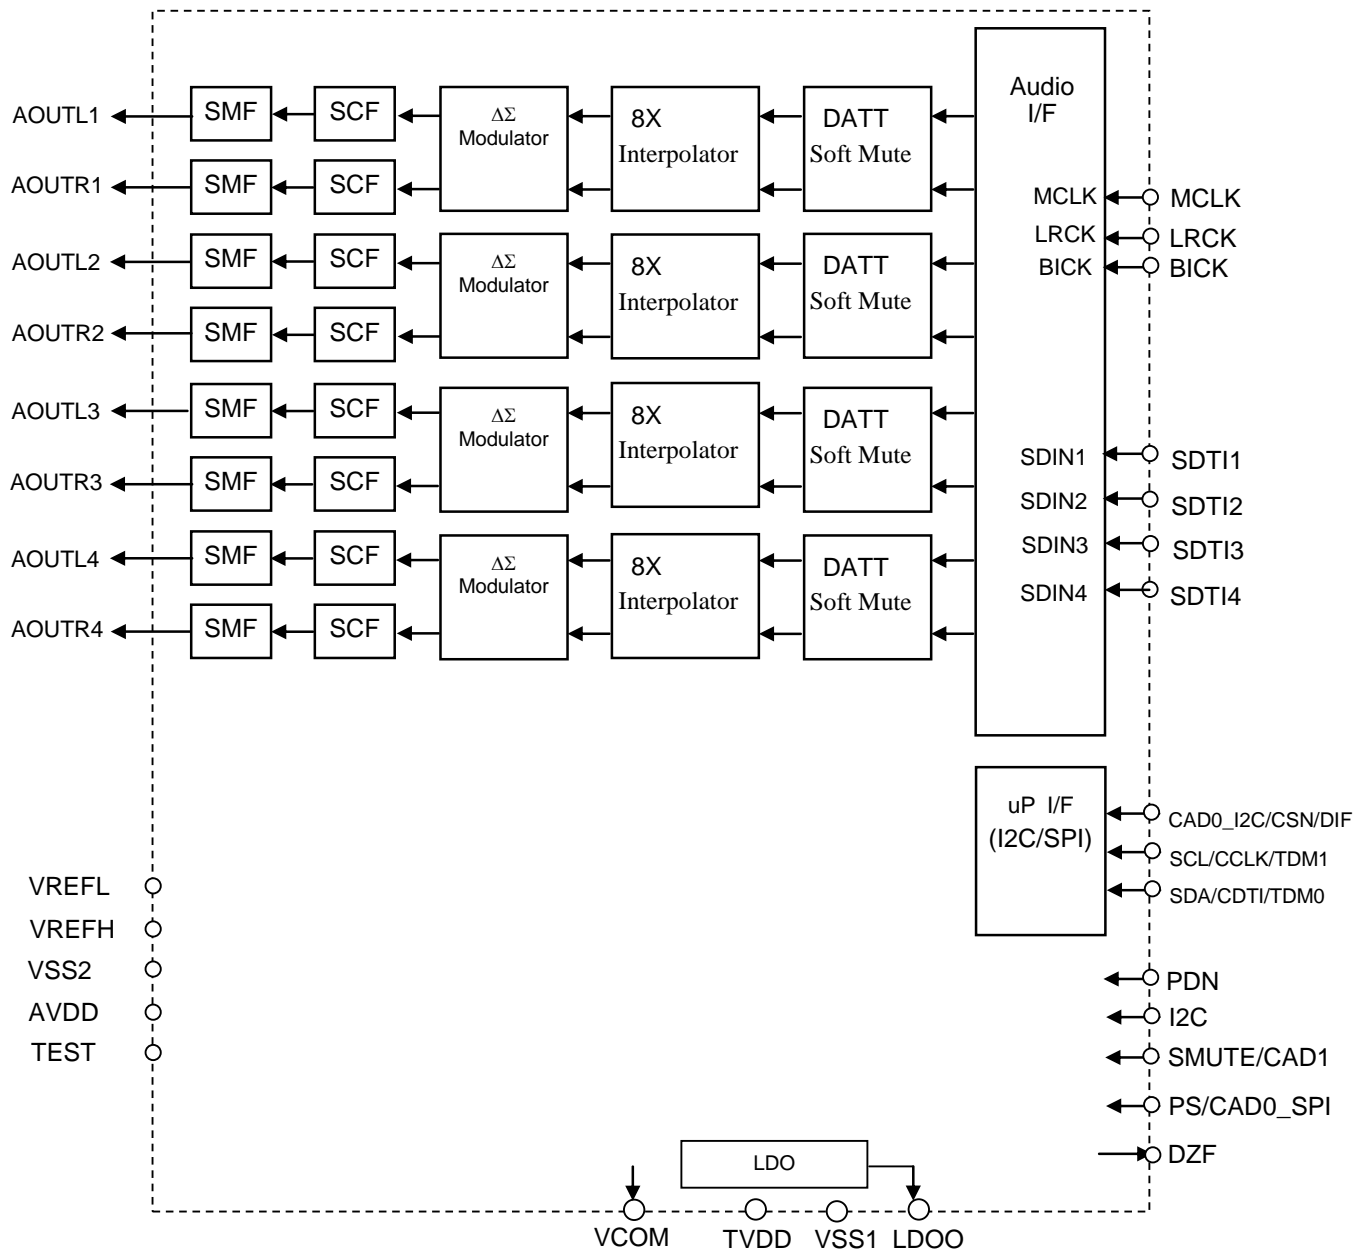 Audio
I/F
AOUTL1 SMF SCF ΔΣ Modulator 8X Interpolator DATT Soft Mute
AOUTR1 SMF SCF
MCLK MCLK
LRCK LRCK
BICK BICK
AOUTL2 SMF SCF ΔΣ Modulator 8X Interpolator DATT Soft Mute
AOUTR2 SMF SCF
AOUTL3 SMF SCF ΔΣ Modulator 8X Interpolator DATT Soft Mute
AOUTR3 SMF SCF
SDIN1 SDTI1
SDIN2 SDTI2
SDIN3 SDTI3
SDIN4 SDTI4
AOUTL4 SMF SCF ΔΣ Modulator 8X Interpolator DATT Soft Mute
AOUTR4 SMF SCF
uP I/F
(I2C/SPI)
CAD0_I2C/CSN/DIF
SCL/CCLK/TDM1
SDA/CDTI/TDM0
VREFL
VREFH
VSS2
AVDD
TEST
PDN
I2C
SMUTE/CAD1
PS/CAD0_SPI
DZF
LDO
VCOM TVDD VSS1 LDOO